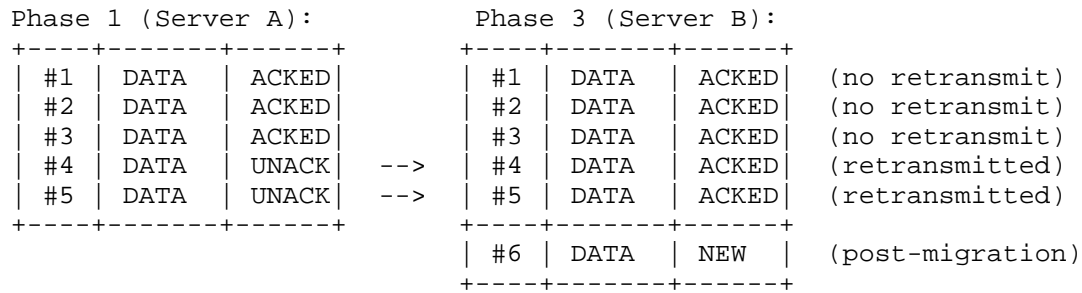 Phase 1 (Server A):          Phase 3 (Server B):
+----+-------+------+       +----+-------+------+
| #1 | DATA  | ACKED|       | #1 | DATA  | ACKED|  (no retransmit)
| #2 | DATA  | ACKED|       | #2 | DATA  | ACKED|  (no retransmit)
| #3 | DATA  | ACKED|       | #3 | DATA  | ACKED|  (no retransmit)
| #4 | DATA  | UNACK|  -->  | #4 | DATA  | ACKED|  (retransmitted)
| #5 | DATA  | UNACK|  -->  | #5 | DATA  | ACKED|  (retransmitted)
+----+-------+------+       +----+-------+------+
                            | #6 | DATA  | NEW  |  (post-migration)
                            +----+-------+------+